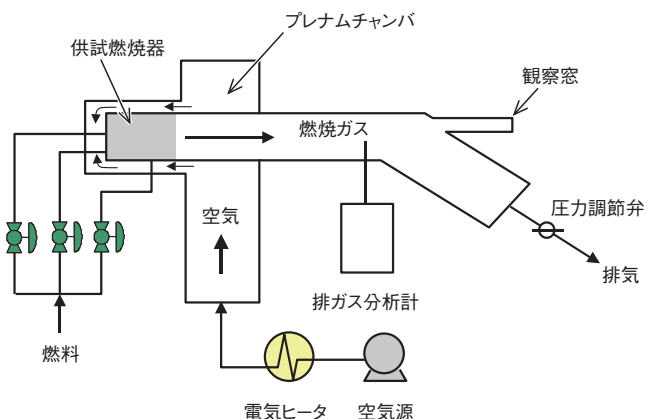 プレナムチャンバ
供試燃焼器
観察窓
燃焼ガス
空気
圧力調節弁
排気
排ガス分析計
燃料
電気ヒータ
空気源